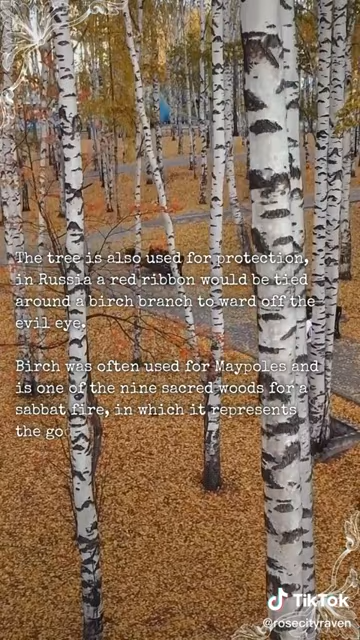 The tree is also used for protection,
in Russia a red ribbon would be tied
around a birch branch to ward off the
evil eye.
Birch was often used for Maypoles and
is one of the nine sacred woods for a
sabbat fire, in which it represents
the go
TikTok
@rosecityraven